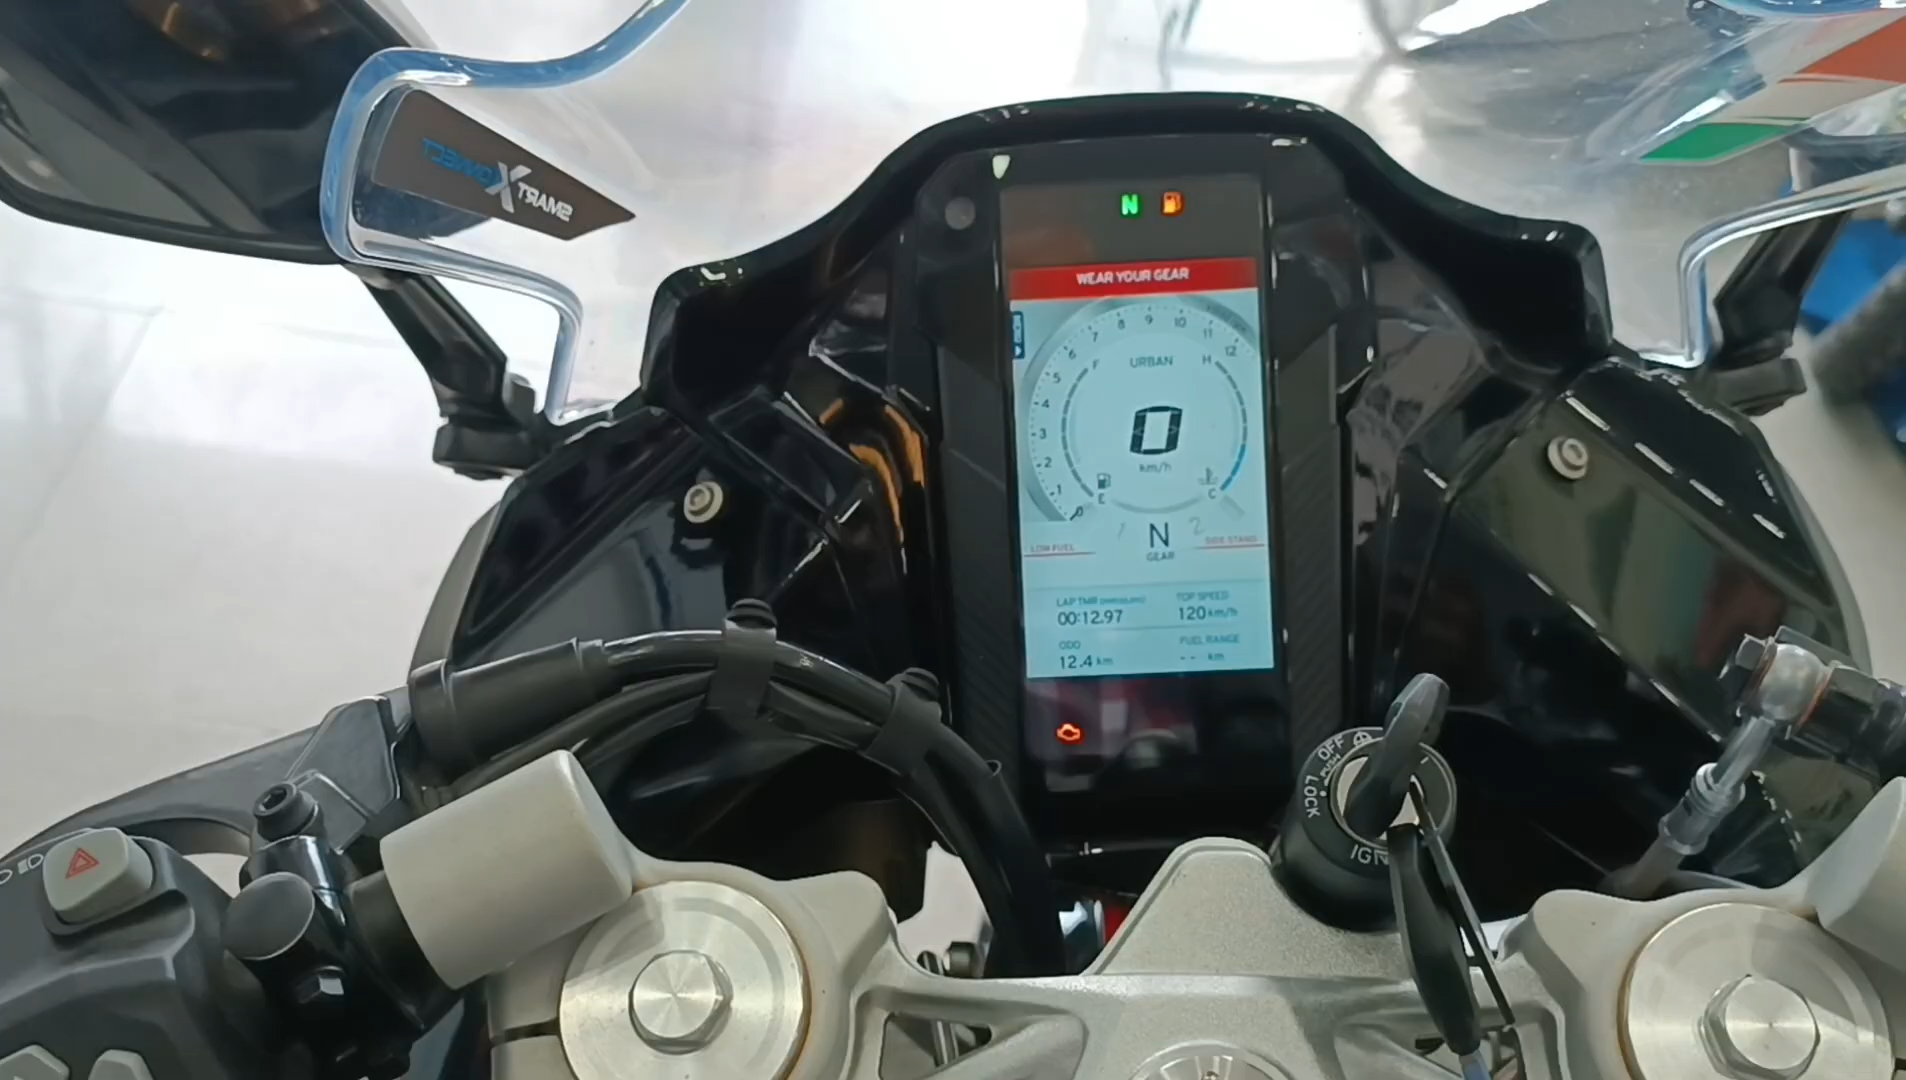 SMARTXONNECT
N
WEAR YOUR GEAR
0 1 2 3 4 5 6 7 8 9 10 11 12
F
URBAN
H
0
km/h
E
C
1 N 2
GEAR
LOW FUEL
SIDE STAND
LAP TMR
TOP SPEED
00:12.97
120 km/h
ODO
FUEL RANGE
12.4 km
-- km
OFF
PUSH
LOCK
IGN